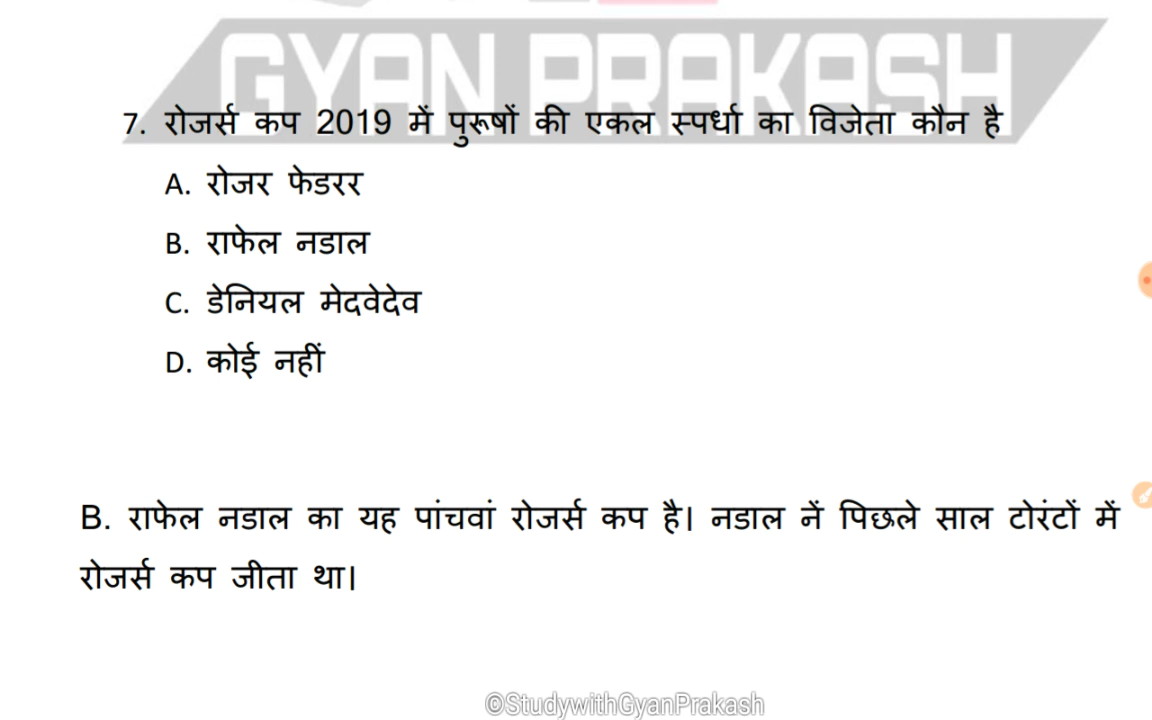 GYAN PRAKASH
7. रोजर्स कप 2019 में पुरूषों की एकल स्पर्धा का विजेता कौन है
A. रोजर फेडरर
B. राफेल नडाल
C. डेनियल मेदवेदेव
D. कोई नहीं
B. राफेल नडाल का यह पांचवां रोजर्स कप है। नडाल नें पिछले साल टोरंटों में
रोजर्स कप जीता था।
©StudywithGyanPrakash